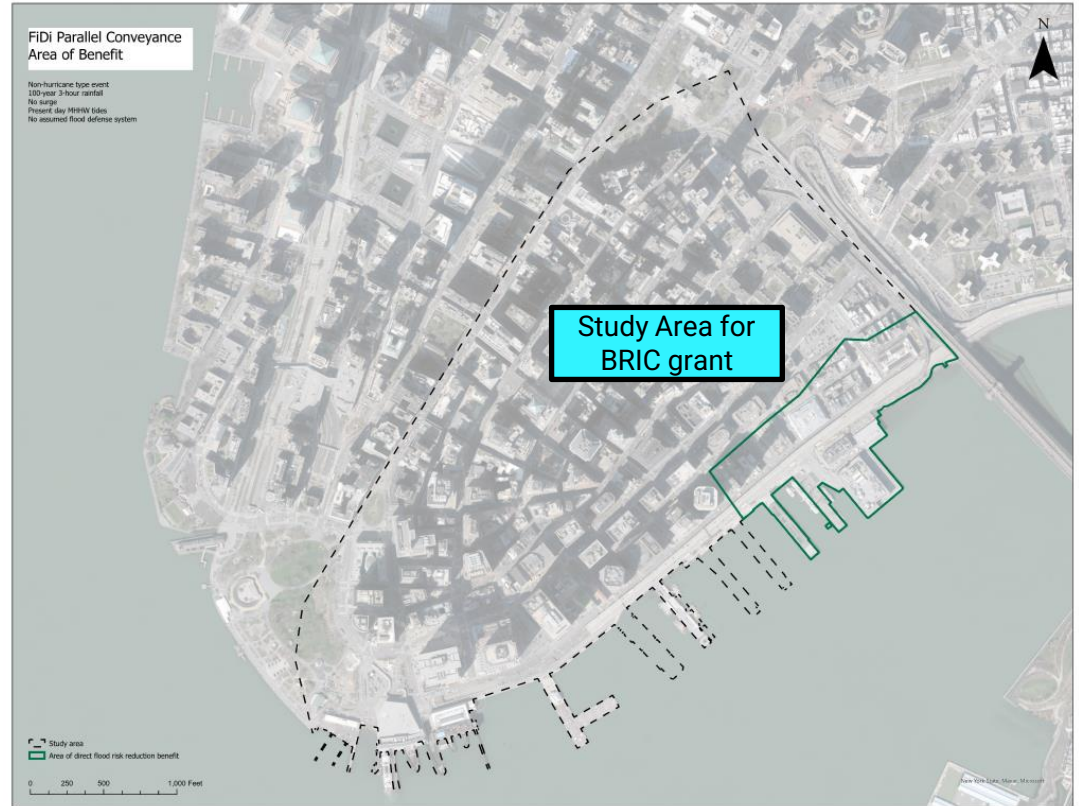 FiDi Parallel Conveyance
Area of Benefit
Non-hurricane type event
100-year 3-hour rainfall
No surge
Present day MHHW tides
No assumed flood defense system
N
Study Area for
BRIC grant
Study area
Area of direct flood risk reduction benefit
0 250 500 1,000 Feet
New York State, Maxar, Microsoft